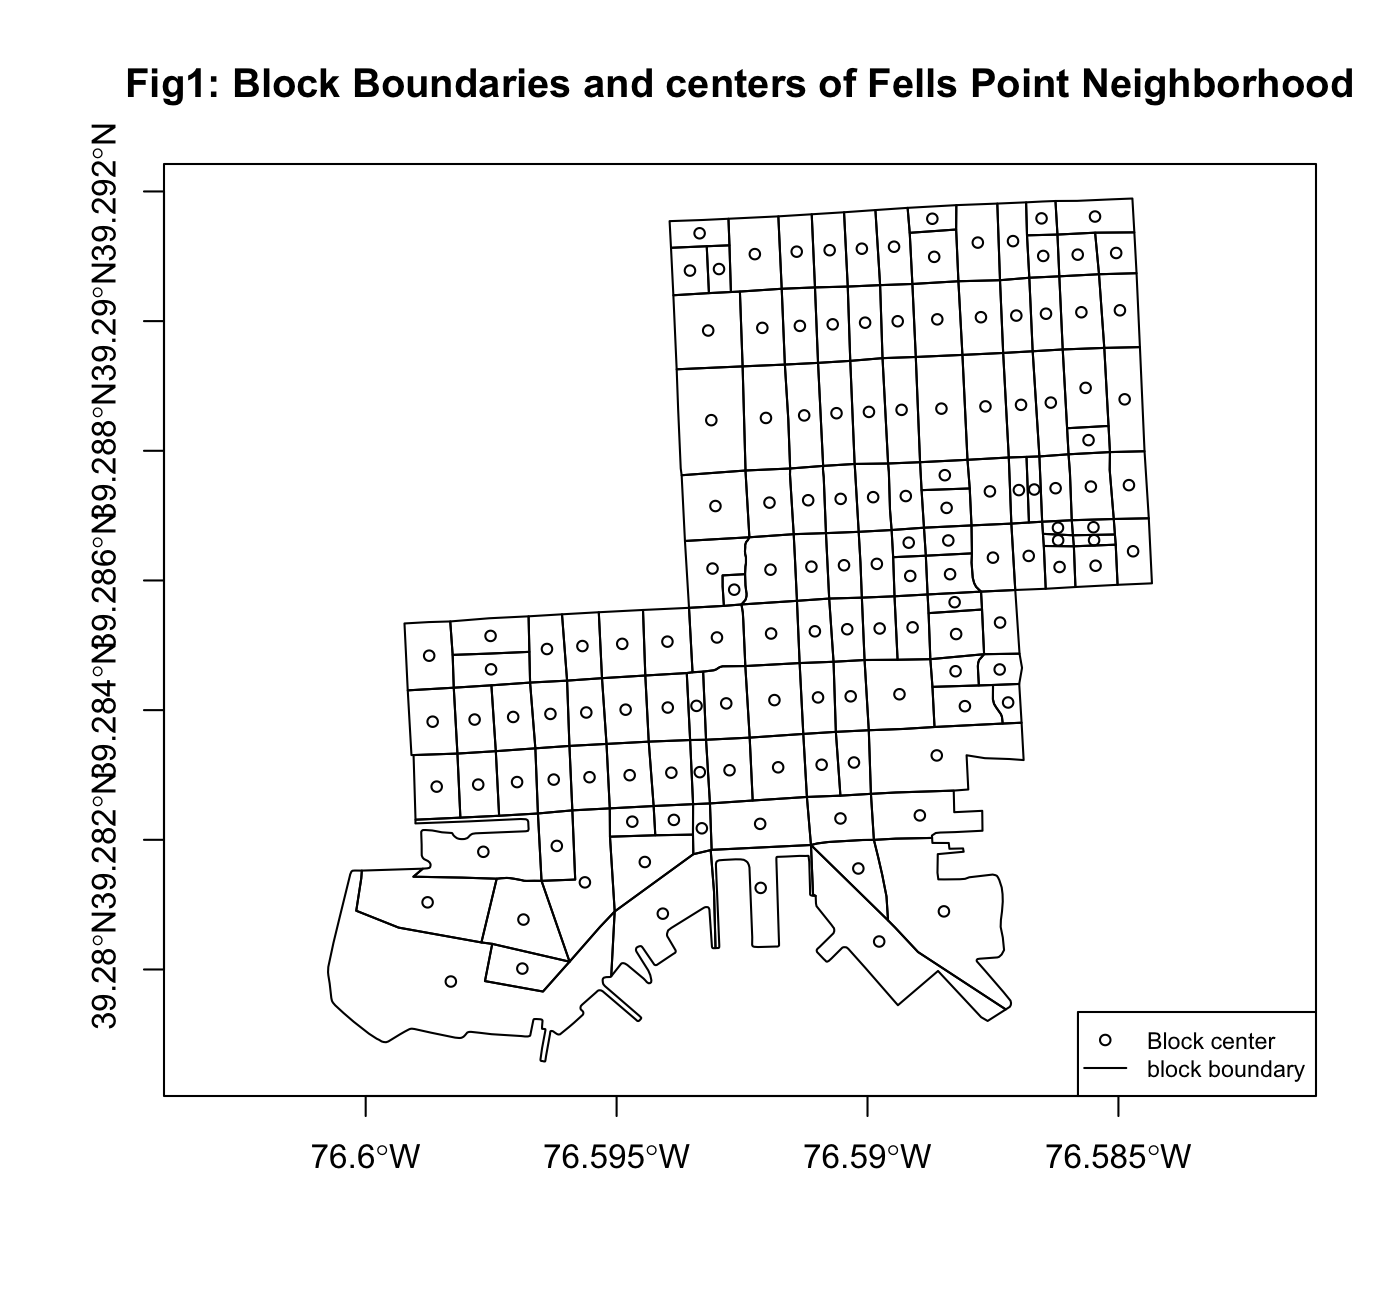 Fig1: Block Boundaries and centers of Fells Point Neighborhood
39.292°N
39.29°N
39.288°N
39.286°N
39.284°N
39.282°N
39.28°N
Block center
block boundary
76.6°W 76.595°W 76.59°W 76.585°W